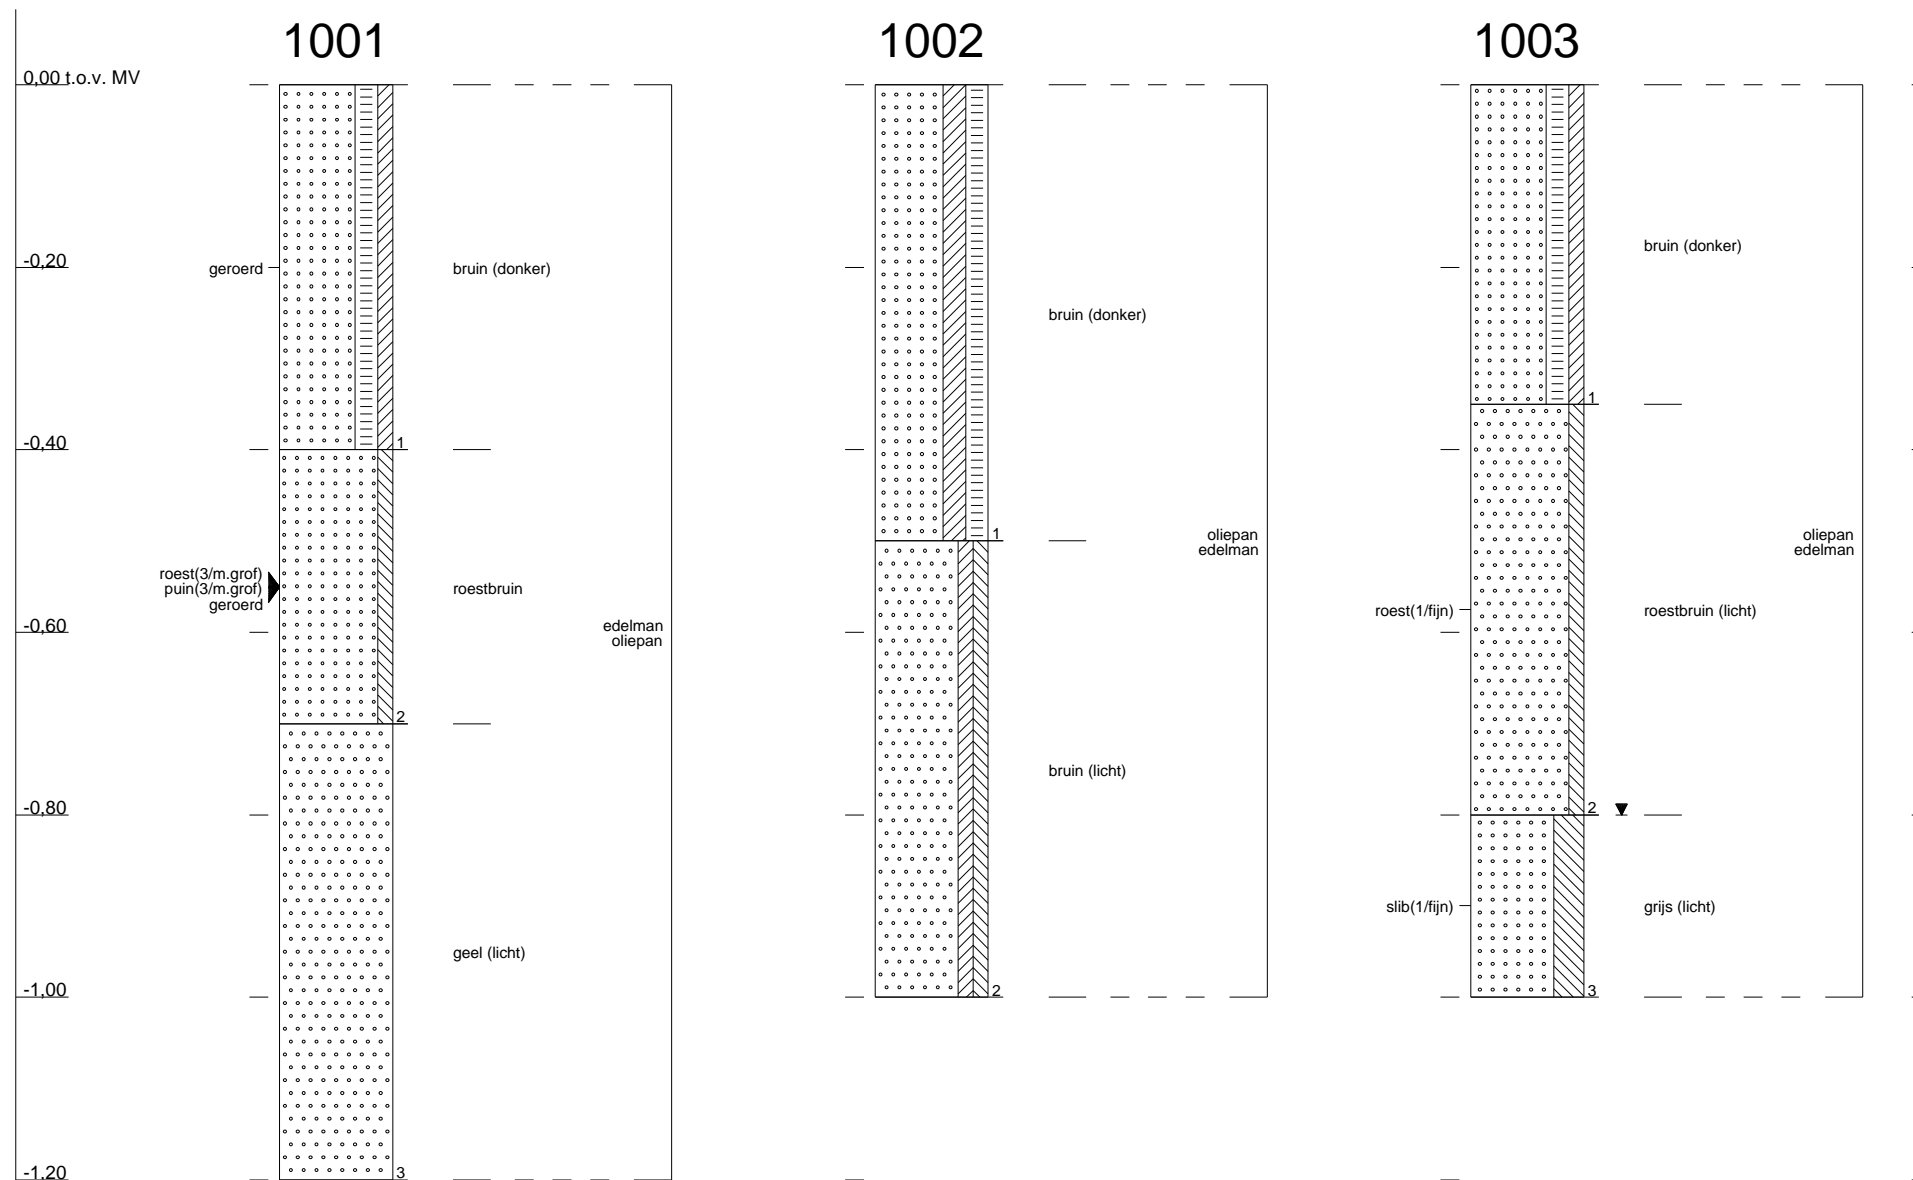 1001
1002
1003
0,00 t.o.v. MV
-0,20
-0,40
-0,60
-0,80
-1,00
-1,20
geroerd
bruin (donker)
1
roest(3/m.grof)
puin(3/m.grof)
geroerd
roestbruin
2
edelman
oliepan
geel (licht)
3
bruin (donker)
1
oliepan
edelman
bruin (licht)
2
bruin (donker)
1
oliepan
edelman
roest(1/fijn)
roestbruin (licht)
2
slib(1/fijn)
grijs (licht)
3